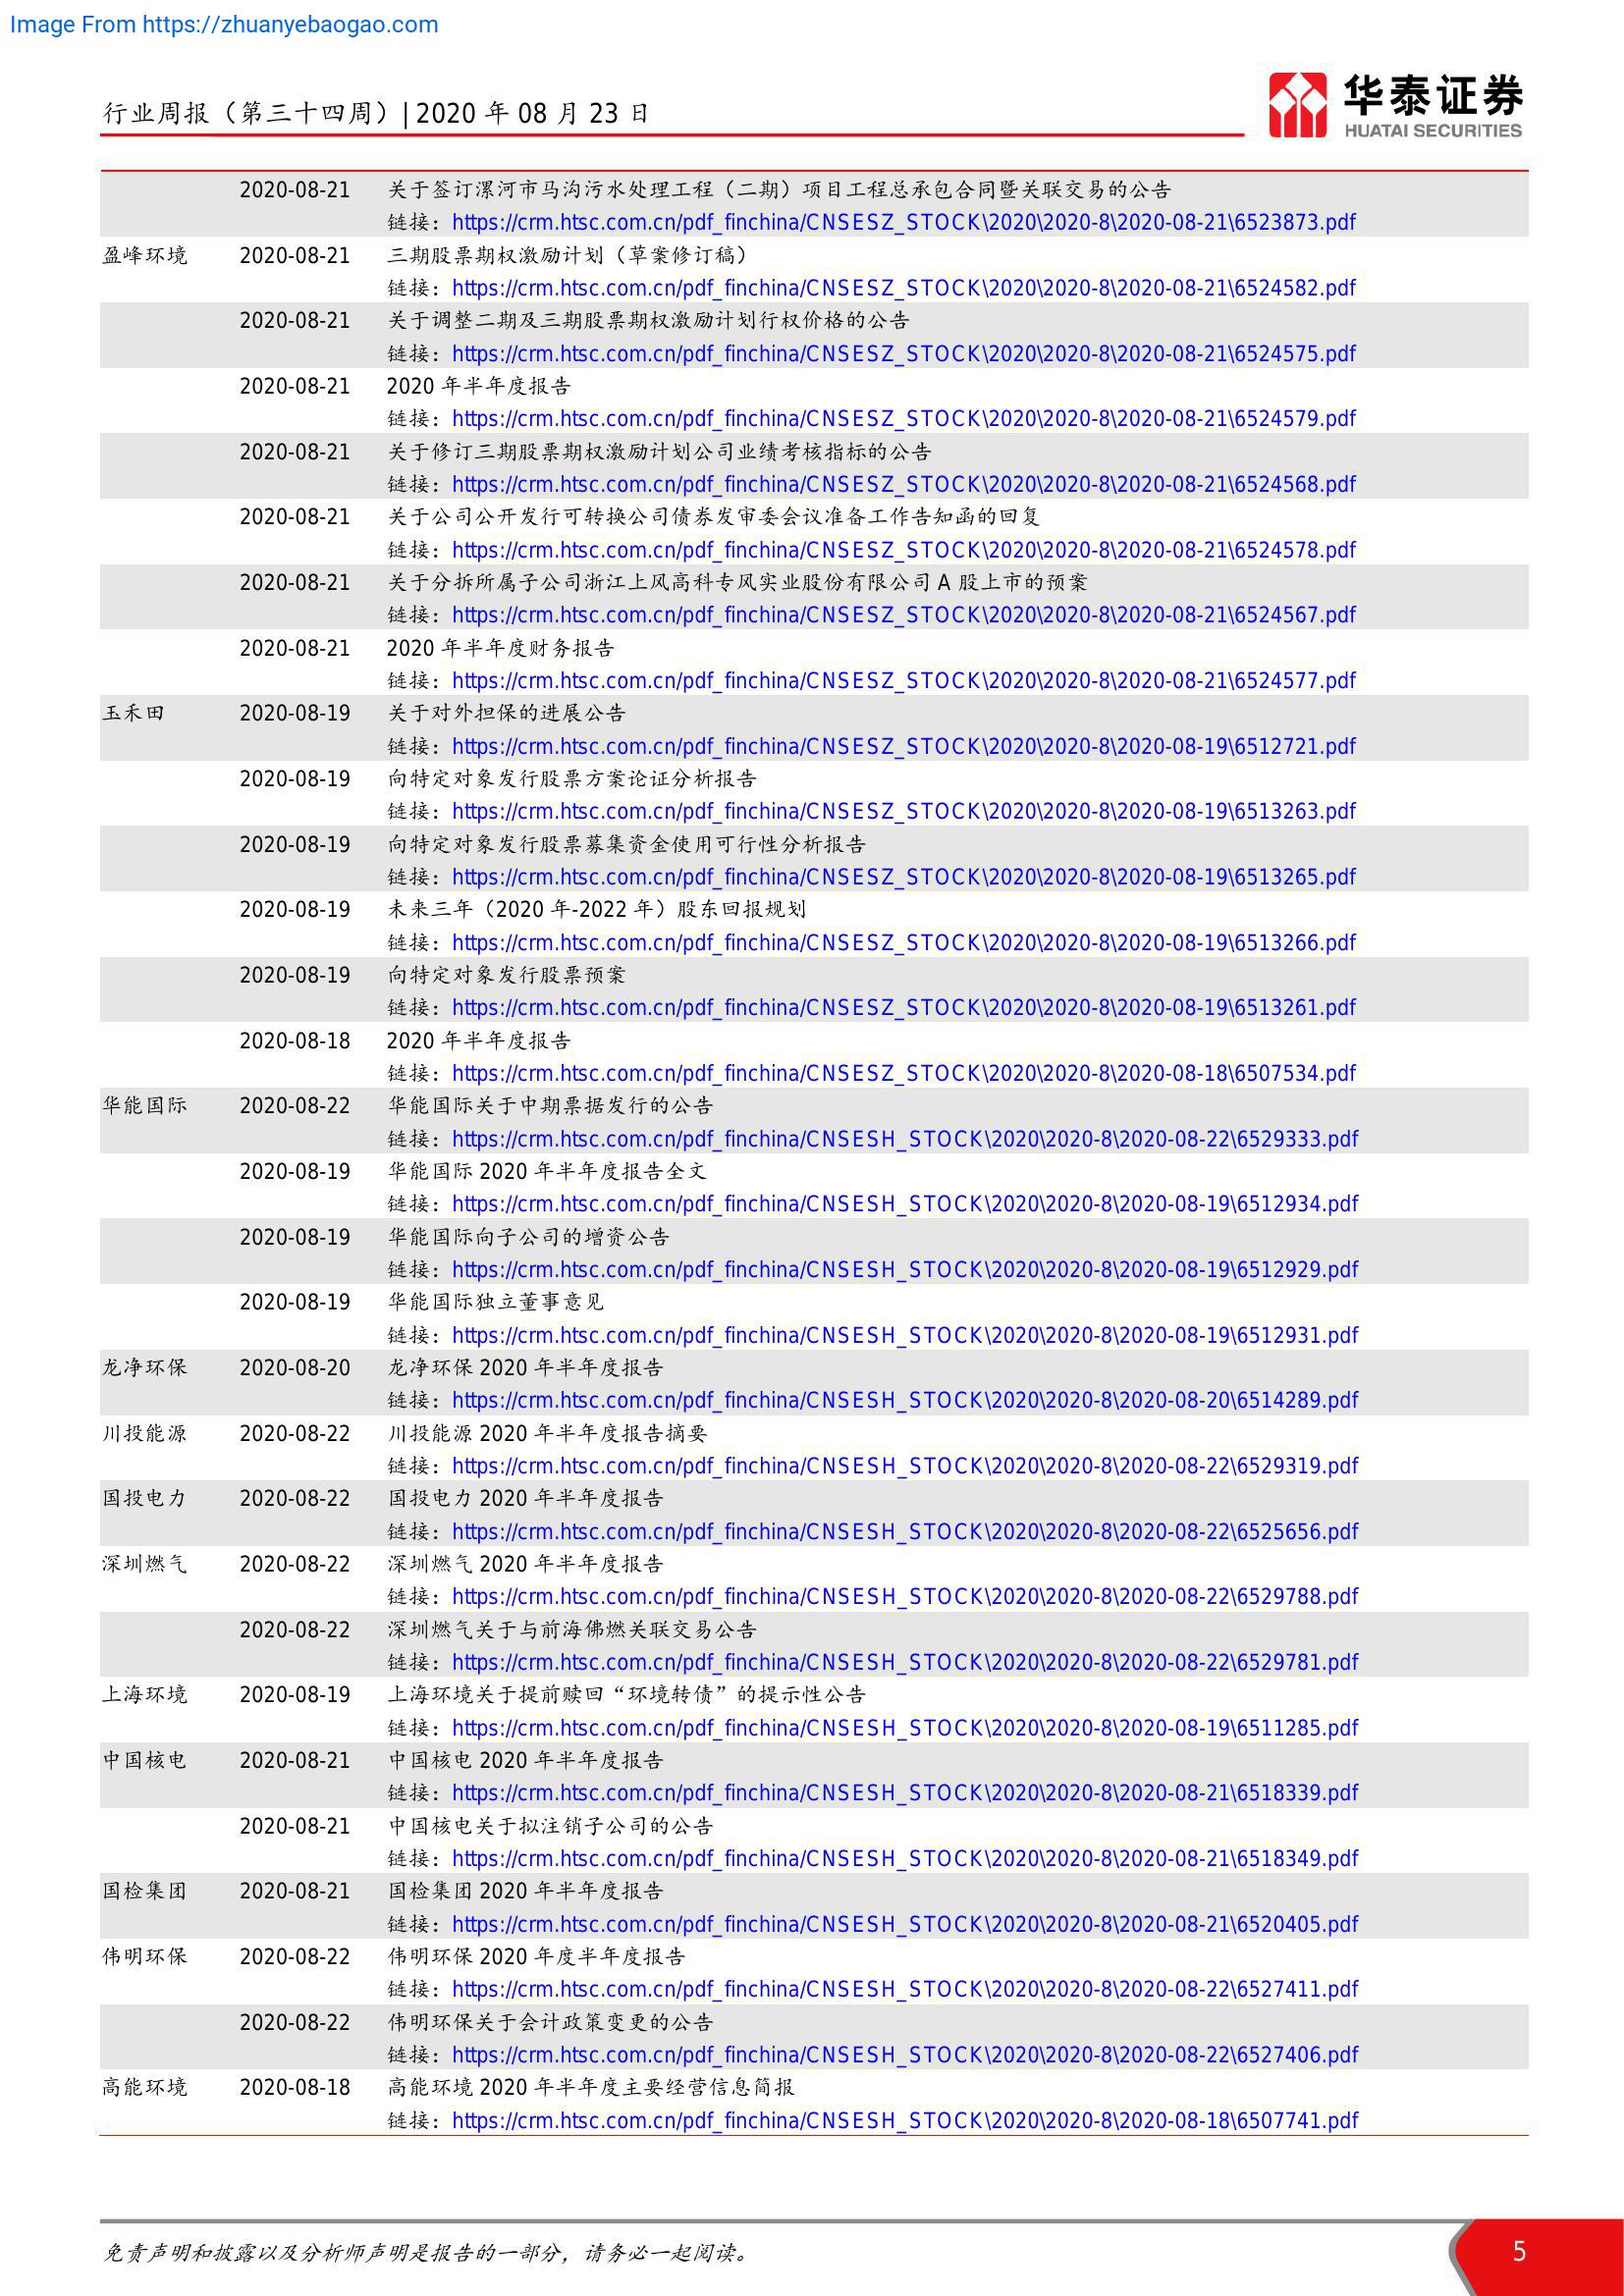 Image From https://zhuanyebaogao.com
行业周报（第三十四周）| 2020 年 08 月 23 日
华泰证券
HUATAI SECURITIES
2020-08-21 关于签订漯河市马沟污水处理工程（二期）项目工程总承包合同暨关联交易的公告
链接：https://crm.htsc.com.cn/pdf_finchina/CNSESZ_STOCK\2020\2020-8\2020-08-21\6523873.pdf
盈峰环境 2020-08-21 三期股票期权激励计划（草案修订稿）
链接：https://crm.htsc.com.cn/pdf_finchina/CNSESZ_STOCK\2020\2020-8\2020-08-21\6524582.pdf
2020-08-21 关于调整二期及三期股票期权激励计划行权价格的公告
链接：https://crm.htsc.com.cn/pdf_finchina/CNSESZ_STOCK\2020\2020-8\2020-08-21\6524575.pdf
2020-08-21 2020 年半年度报告
链接：https://crm.htsc.com.cn/pdf_finchina/CNSESZ_STOCK\2020\2020-8\2020-08-21\6524579.pdf
2020-08-21 关于修订三期股票期权激励计划公司业绩考核指标的公告
链接：https://crm.htsc.com.cn/pdf_finchina/CNSESZ_STOCK\2020\2020-8\2020-08-21\6524568.pdf
2020-08-21 关于公司公开发行可转换公司债券发审委会议准备工作告知函的回复
链接：https://crm.htsc.com.cn/pdf_finchina/CNSESZ_STOCK\2020\2020-8\2020-08-21\6524578.pdf
2020-08-21 关于分拆所属子公司浙江上风高科专风实业股份有限公司 A 股上市的预案
链接：https://crm.htsc.com.cn/pdf_finchina/CNSESZ_STOCK\2020\2020-8\2020-08-21\6524567.pdf
2020-08-21 2020 年半年度财务报告
链接：https://crm.htsc.com.cn/pdf_finchina/CNSESZ_STOCK\2020\2020-8\2020-08-21\6524577.pdf
玉禾田 2020-08-19 关于对外担保的进展公告
链接：https://crm.htsc.com.cn/pdf_finchina/CNSESZ_STOCK\2020\2020-8\2020-08-19\6512721.pdf
2020-08-19 向特定对象发行股票方案论证分析报告
链接：https://crm.htsc.com.cn/pdf_finchina/CNSESZ_STOCK\2020\2020-8\2020-08-19\6513263.pdf
2020-08-19 向特定对象发行股票募集资金使用可行性分析报告
链接：https://crm.htsc.com.cn/pdf_finchina/CNSESZ_STOCK\2020\2020-8\2020-08-19\6513265.pdf
2020-08-19 未来三年（2020 年-2022 年）股东回报规划
链接：https://crm.htsc.com.cn/pdf_finchina/CNSESZ_STOCK\2020\2020-8\2020-08-19\6513266.pdf
2020-08-19 向特定对象发行股票预案
链接：https://crm.htsc.com.cn/pdf_finchina/CNSESZ_STOCK\2020\2020-8\2020-08-19\6513261.pdf
2020-08-18 2020 年半年度报告
链接：https://crm.htsc.com.cn/pdf_finchina/CNSESZ_STOCK\2020\2020-8\2020-08-18\6507534.pdf
华能国际 2020-08-22 华能国际关于中期票据发行的公告
链接：https://crm.htsc.com.cn/pdf_finchina/CNSESH_STOCK\2020\2020-8\2020-08-22\6529333.pdf
2020-08-19 华能国际 2020 年半年度报告全文
链接：https://crm.htsc.com.cn/pdf_finchina/CNSESH_STOCK\2020\2020-8\2020-08-19\6512934.pdf
2020-08-19 华能国际向子公司的增资公告
链接：https://crm.htsc.com.cn/pdf_finchina/CNSESH_STOCK\2020\2020-8\2020-08-19\6512929.pdf
2020-08-19 华能国际独立董事意见
链接：https://crm.htsc.com.cn/pdf_finchina/CNSESH_STOCK\2020\2020-8\2020-08-19\6512931.pdf
龙净环保 2020-08-20 龙净环保 2020 年半年度报告
链接：https://crm.htsc.com.cn/pdf_finchina/CNSESH_STOCK\2020\2020-8\2020-08-20\6514289.pdf
川投能源 2020-08-22 川投能源 2020 年半年度报告摘要
链接：https://crm.htsc.com.cn/pdf_finchina/CNSESH_STOCK\2020\2020-8\2020-08-22\6529319.pdf
国投电力 2020-08-22 国投电力 2020 年半年度报告
链接：https://crm.htsc.com.cn/pdf_finchina/CNSESH_STOCK\2020\2020-8\2020-08-22\6525656.pdf
深圳燃气 2020-08-22 深圳燃气 2020 年半年度报告
链接：https://crm.htsc.com.cn/pdf_finchina/CNSESH_STOCK\2020\2020-8\2020-08-22\6529788.pdf
2020-08-22 深圳燃气关于与前海佛燃关联交易公告
链接：https://crm.htsc.com.cn/pdf_finchina/CNSESH_STOCK\2020\2020-8\2020-08-22\6529781.pdf
上海环境 2020-08-19 上海环境关于提前赎回“环境转债”的提示性公告
链接：https://crm.htsc.com.cn/pdf_finchina/CNSESH_STOCK\2020\2020-8\2020-08-19\6511285.pdf
中国核电 2020-08-21 中国核电 2020 年半年度报告
链接：https://crm.htsc.com.cn/pdf_finchina/CNSESH_STOCK\2020\2020-8\2020-08-21\6518339.pdf
2020-08-21 中国核电关于拟注销子公司的公告
链接：https://crm.htsc.com.cn/pdf_finchina/CNSESH_STOCK\2020\2020-8\2020-08-21\6518349.pdf
国检集团 2020-08-21 国检集团 2020 年半年度报告
链接：https://crm.htsc.com.cn/pdf_finchina/CNSESH_STOCK\2020\2020-8\2020-08-21\6520405.pdf
伟明环保 2020-08-22 伟明环保 2020 年度半年度报告
链接：https://crm.htsc.com.cn/pdf_finchina/CNSESH_STOCK\2020\2020-8\2020-08-22\6527411.pdf
2020-08-22 伟明环保关于会计政策变更的公告
链接：https://crm.htsc.com.cn/pdf_finchina/CNSESH_STOCK\2020\2020-8\2020-08-22\6527406.pdf
高能环境 2020-08-18 高能环境 2020 年半年度主要经营信息简报
链接：https://crm.htsc.com.cn/pdf_finchina/CNSESH_STOCK\2020\2020-8\2020-08-18\6507741.pdf
免责声明和披露以及分析师声明是报告的一部分，请务必一起阅读。
5